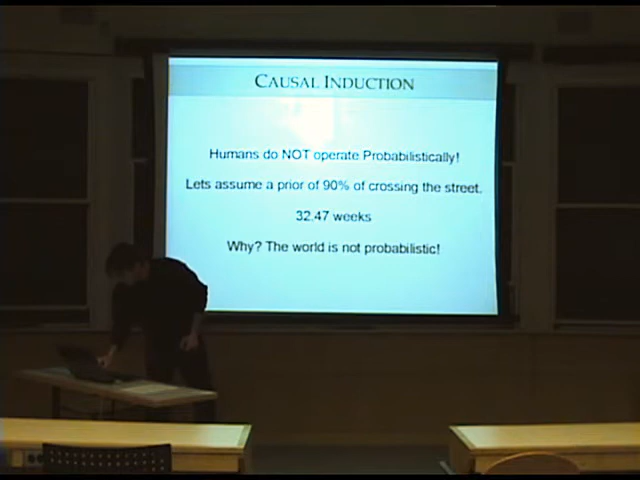 CAUSAL INDUCTION
Humans do NOT operate Probabilistically!
Lets assume a prior of 90% of crossing the street.
32.47 weeks
Why? The world is not probabilistic!